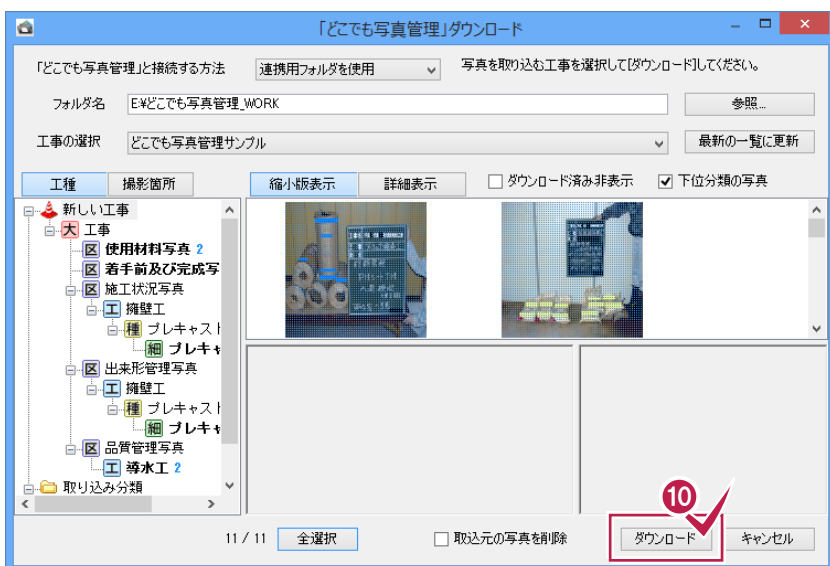 「どこでも写真管理」ダウンロード
「どこでも写真管理」と接続する方法 連携用フォルダを使用 写真を取り込む工事を選択して[ダウンロード]してください。
フォルダ名 E¥どこでも写真管理_WORK 参照...
工事の選択 どこでも写真管理サンプル 最新の一覧に更新
工種 撮影箇所 縮小版表示 詳細表示 ダウンロード済み非表示 下位分類の写真
新しい工事
大 工事
区 使用材料写真 2
区 着手前及び完成写
区 施工状況写真
工 擁壁工
種 プレキャスト
細 プレキャ
区 出来形管理写真
工 擁壁工
種 プレキャスト
細 プレキャ
区 品質管理写真
工 導水工 2
取り込み分類
10
11 / 11 全選択 取込元の写真を削除 ダウンロード キャンセル